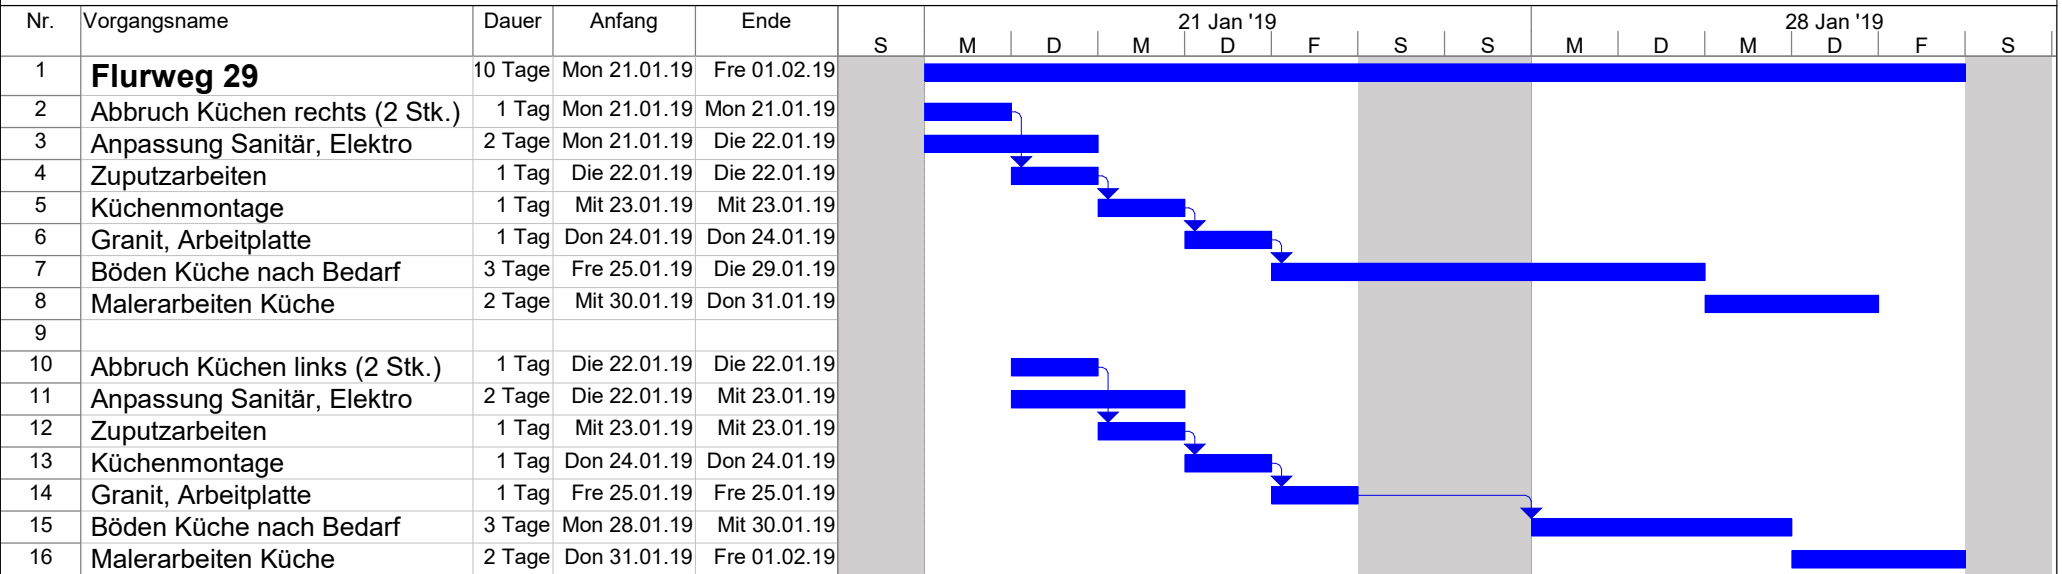 Nr. Vorgangsname Dauer Anfang Ende 21 Jan '19 28 Jan '19
S M D M D F S S M D M D F S
1 Flurweg 29 10 Tage Mon 21.01.19 Fre 01.02.19
2 Abbruch Küchen rechts (2 Stk.) 1 Tag Mon 21.01.19 Mon 21.01.19
3 Anpassung Sanitär, Elektro 2 Tage Mon 21.01.19 Die 22.01.19
4 Zuputzarbeiten 1 Tag Die 22.01.19 Die 22.01.19
5 Küchenmontage 1 Tag Mit 23.01.19 Mit 23.01.19
6 Granit, Arbeitplatte 1 Tag Don 24.01.19 Don 24.01.19
7 Böden Küche nach Bedarf 3 Tage Fre 25.01.19 Die 29.01.19
8 Malerarbeiten Küche 2 Tage Mit 30.01.19 Don 31.01.19
9
10 Abbruch Küchen links (2 Stk.) 1 Tag Die 22.01.19 Die 22.01.19
11 Anpassung Sanitär, Elektro 2 Tage Die 22.01.19 Mit 23.01.19
12 Zuputzarbeiten 1 Tag Mit 23.01.19 Mit 23.01.19
13 Küchenmontage 1 Tag Don 24.01.19 Don 24.01.19
14 Granit, Arbeitplatte 1 Tag Fre 25.01.19 Fre 25.01.19
15 Böden Küche nach Bedarf 3 Tage Mon 28.01.19 Mit 30.01.19
16 Malerarbeiten Küche 2 Tage Don 31.01.19 Fre 01.02.19